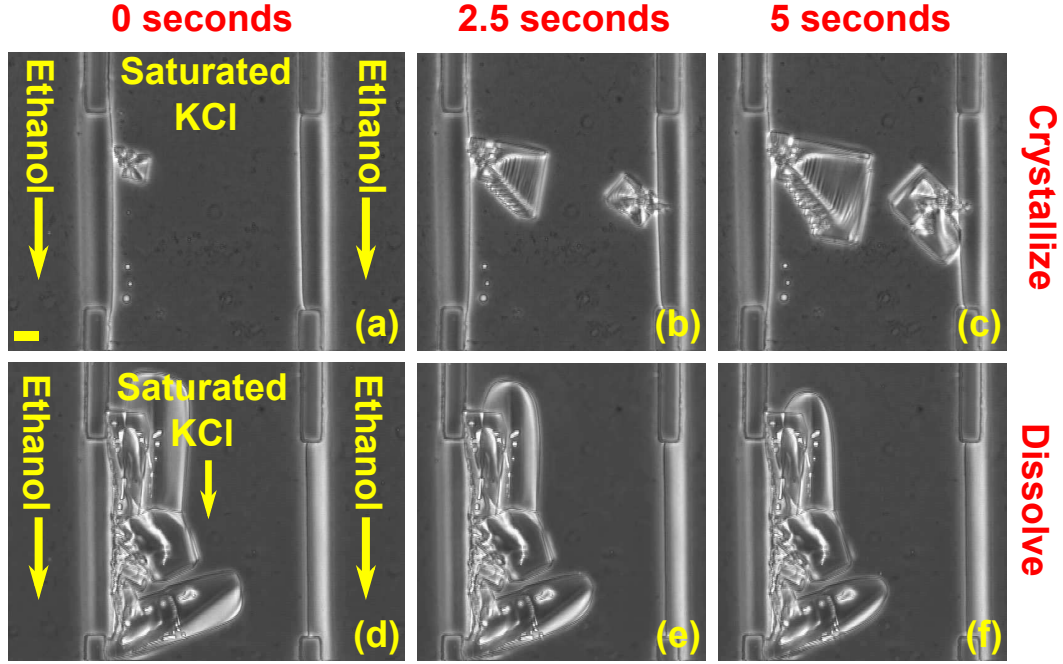 0 seconds
2.5 seconds
5 seconds
Ethanol
Saturated
KCl
Ethanol
(a)
(b)
(c)
Crystallize
Ethanol
Saturated
KCl
Ethanol
(d)
(e)
(f)
Dissolve